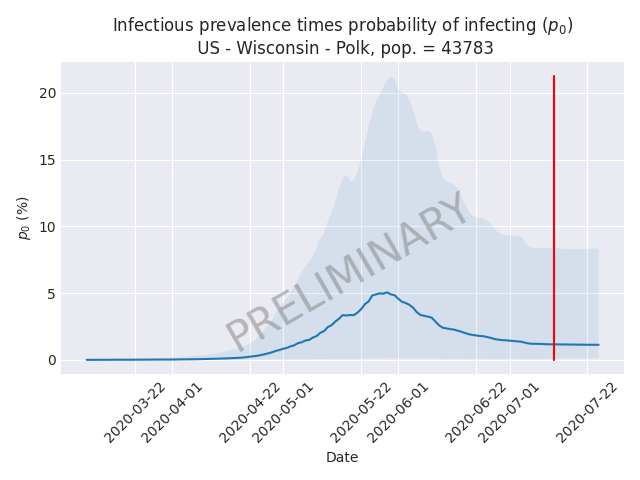 Infectious prevalence times probability of infecting (p₀)
US - Wisconsin - Polk, pop. = 43783
20
15
10
5
0
p₀ (%)
PRELIMINARY
2020-03-22
2020-04-01
2020-04-22
2020-05-01
2020-05-22
2020-06-01
2020-06-22
2020-07-01
2020-07-22
Date